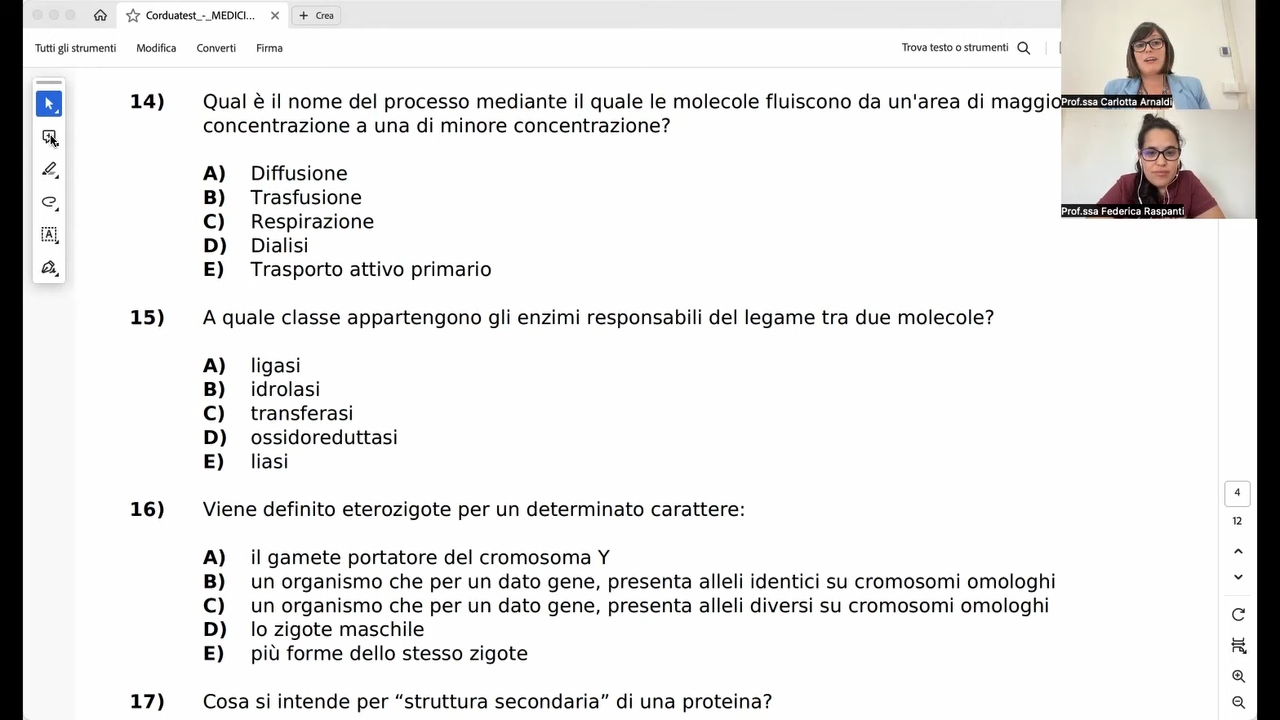 Corduatest_-_MEDICI...
Crea
Tutti gli strumenti
Modifica
Converti
Firma
Trova testo o strumenti
14) Qual è il nome del processo mediante il quale le molecole fluiscono da un'area di maggio
concentrazione a una di minore concentrazione?
A) Diffusione
B) Trasfusione
C) Respirazione
D) Dialisi
E) Trasporto attivo primario
15) A quale classe appartengono gli enzimi responsabili del legame tra due molecole?
A) ligasi
B) idrolasi
C) transferasi
D) ossidoreduttasi
E) liasi
16) Viene definito eterozigote per un determinato carattere:
A) il gamete portatore del cromosoma Y
B) un organismo che per un dato gene, presenta alleli identici su cromosomi omologhi
C) un organismo che per un dato gene, presenta alleli diversi su cromosomi omologhi
D) lo zigote maschile
E) più forme dello stesso zigote
17) Cosa si intende per “struttura secondaria” di una proteina?
Prof.ssa Carlotta Arnaldi
Prof.ssa Federica Raspanti
4
12